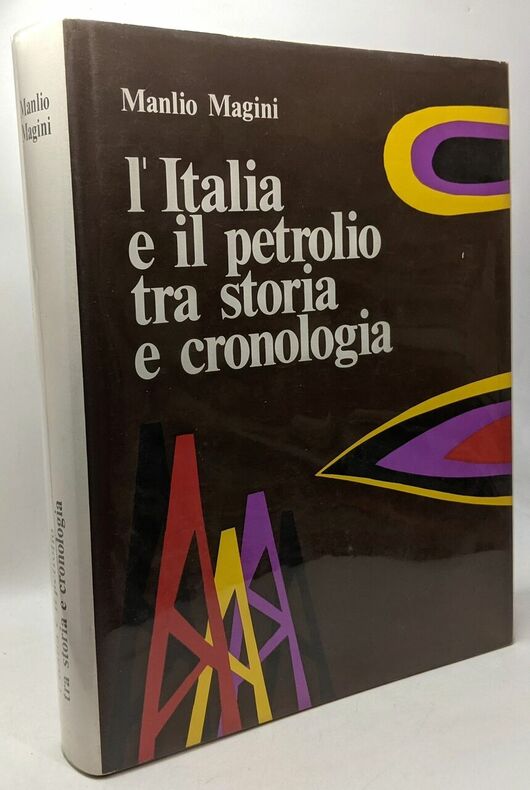 Manlio Magini
l'Italia
e il petrolio
tra storia
e cronologia
Manlio
Magini
tra storia e cronologia